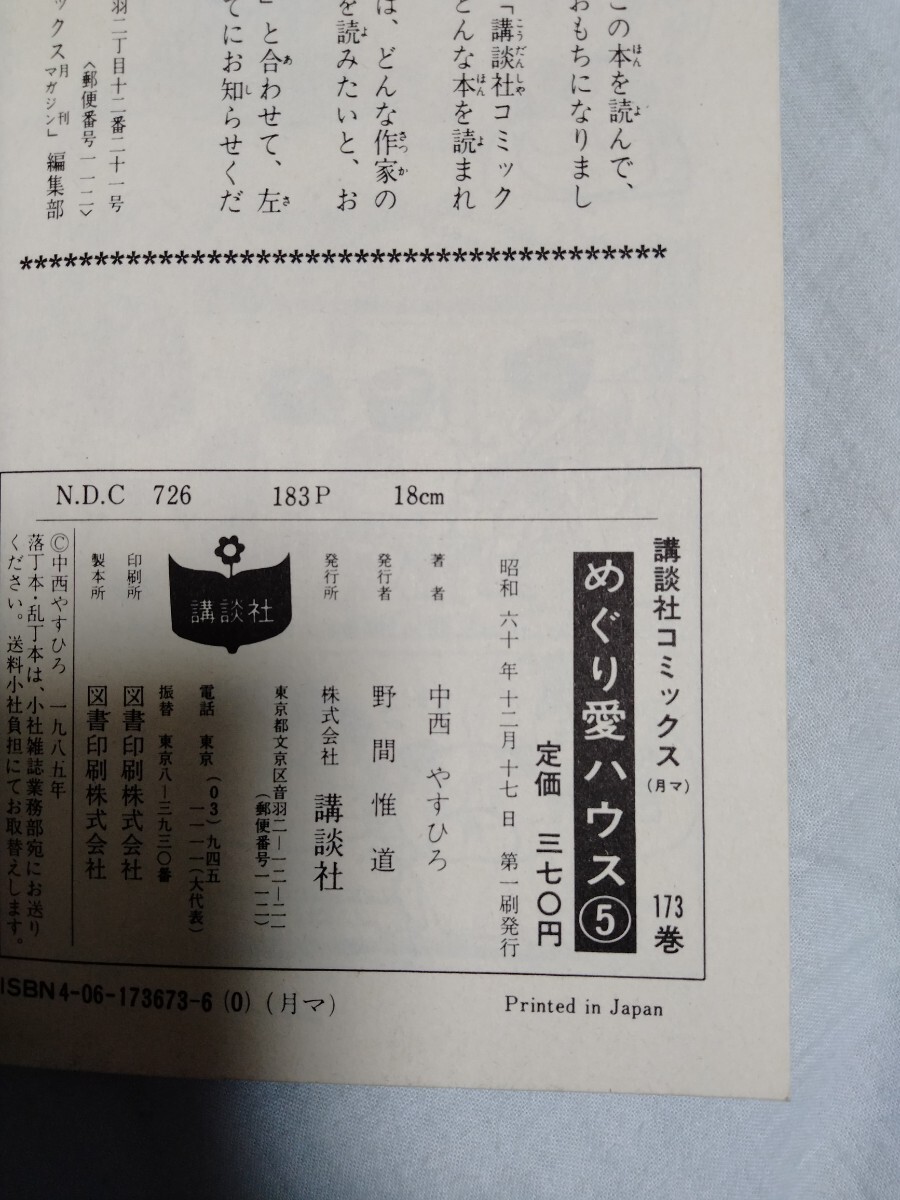 この本を読んで、
おもちになりまし
「講談社コミック
どんな本を読まれ
は、どんな作家の
を読みたいと、お
」と合わせて、左
てにお知らせくだ
羽二丁目十二番二十一号
〈郵便番号一一二〉
ックス月刊マガジン」編集部
***************************************
N.D.C 726 183P 18cm
講談社コミックス(月マ) 173巻
めぐり愛ハウス⑤
定価 三七〇円
昭和六十年十二月十七日 第一刷発行
著者 中西やすひろ
発行者 野間惟道
発行所 株式会社 講談社
東京都文京区音羽二―一二―二一
(郵便番号一一二)
電話 東京(03)九四五
一一一一(大代表)
振替 東京八―三九三〇番
講談社
印刷所 図書印刷株式会社
製本所 図書印刷株式会社
©中西やすひろ 一九八五年
落丁本・乱丁本は、小社雑誌業務部宛にお送り
ください。送料小社負担にてお取替えします。
ISBN4-06-173673-6 (0) (月マ)
Printed in Japan